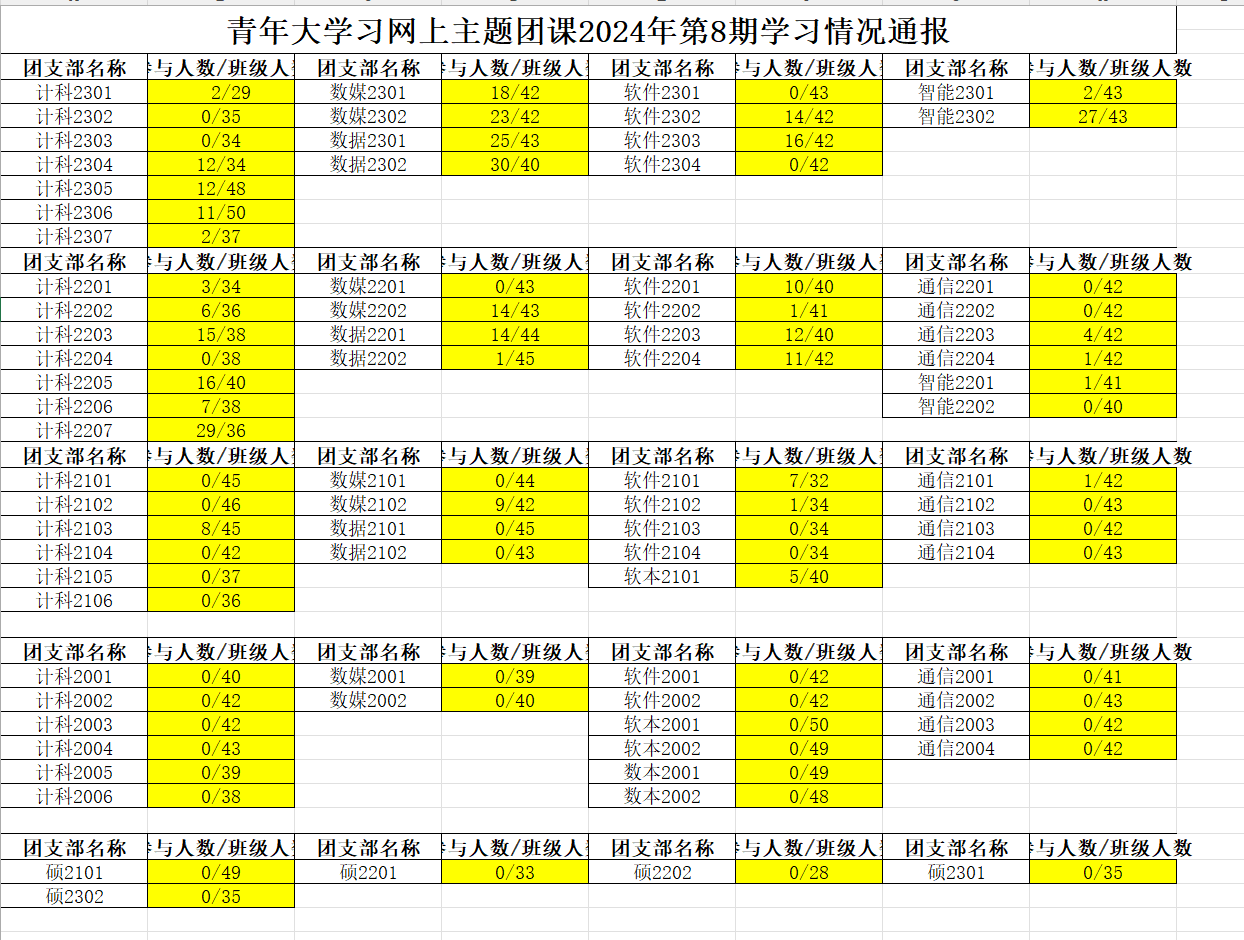 青年大学习网上主题团课2024年第8期学习情况通报
团支部名称 与人数/班级人 团支部名称 与人数/班级人 团支部名称 与人数/班级人 团支部名称 与人数/班级人数
计科2301 2/29 数媒2301 18/42 软件2301 0/43 智能2301 2/43
计科2302 0/35 数媒2302 23/42 软件2302 14/42 智能2302 27/43
计科2303 0/34 数据2301 25/43 软件2303 16/42
计科2304 12/34 数据2302 30/40 软件2304 0/42
计科2305 12/48
计科2306 11/50
计科2307 2/37
团支部名称 与人数/班级人 团支部名称 与人数/班级人 团支部名称 与人数/班级人 团支部名称 与人数/班级人数
计科2201 3/34 数媒2201 0/43 软件2201 10/40 通信2201 0/42
计科2202 6/36 数媒2202 14/43 软件2202 1/41 通信2202 0/42
计科2203 15/38 数据2201 14/44 软件2203 12/40 通信2203 4/42
计科2204 0/38 数据2202 1/45 软件2204 11/42 通信2204 1/42
计科2205 16/40 智能2201 1/41
计科2206 7/38 智能2202 0/40
计科2207 29/36
团支部名称 与人数/班级人 团支部名称 与人数/班级人 团支部名称 与人数/班级人 团支部名称 与人数/班级人数
计科2101 0/45 数媒2101 0/44 软件2101 7/32 通信2101 1/42
计科2102 0/46 数媒2102 9/42 软件2102 1/34 通信2102 0/43
计科2103 8/45 数据2101 0/45 软件2103 0/34 通信2103 0/42
计科2104 0/42 数据2102 0/43 软件2104 0/34 通信2104 0/43
计科2105 0/37 软本2101 5/40
计科2106 0/36
团支部名称 与人数/班级人 团支部名称 与人数/班级人 团支部名称 与人数/班级人 团支部名称 与人数/班级人数
计科2001 0/40 数媒2001 0/39 软件2001 0/42 通信2001 0/41
计科2002 0/42 数媒2002 0/40 软件2002 0/42 通信2002 0/43
计科2003 0/42 软本2001 0/50 通信2003 0/42
计科2004 0/43 软本2002 0/49 通信2004 0/42
计科2005 0/39 数本2001 0/49
计科2006 0/38 数本2002 0/48
团支部名称 与人数/班级人 团支部名称 与人数/班级人 团支部名称 与人数/班级人 团支部名称 与人数/班级人数
硕2101 0/49 硕2201 0/33 硕2202 0/28 硕2301 0/35
硕2302 0/35